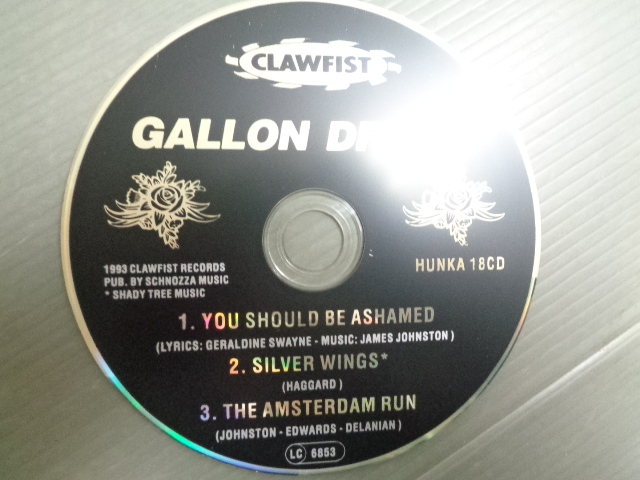 CLAWFIST
GALLON
1993 CLAWFIST RECORDS
PUB. BY SCHNOZZA MUSIC
* SHADY TREE MUSIC
HUNKA 18CD
1. YOU SHOULD BE ASHAMED
(LYRICS: GERALDINE SWAYNE - MUSIC: JAMES JOHNSTON)
2. SILVER WINGS*
(HAGGARD)
3. THE AMSTERDAM RUN
(JOHNSTON - EDWARDS - DELANIAN)
LC 6853